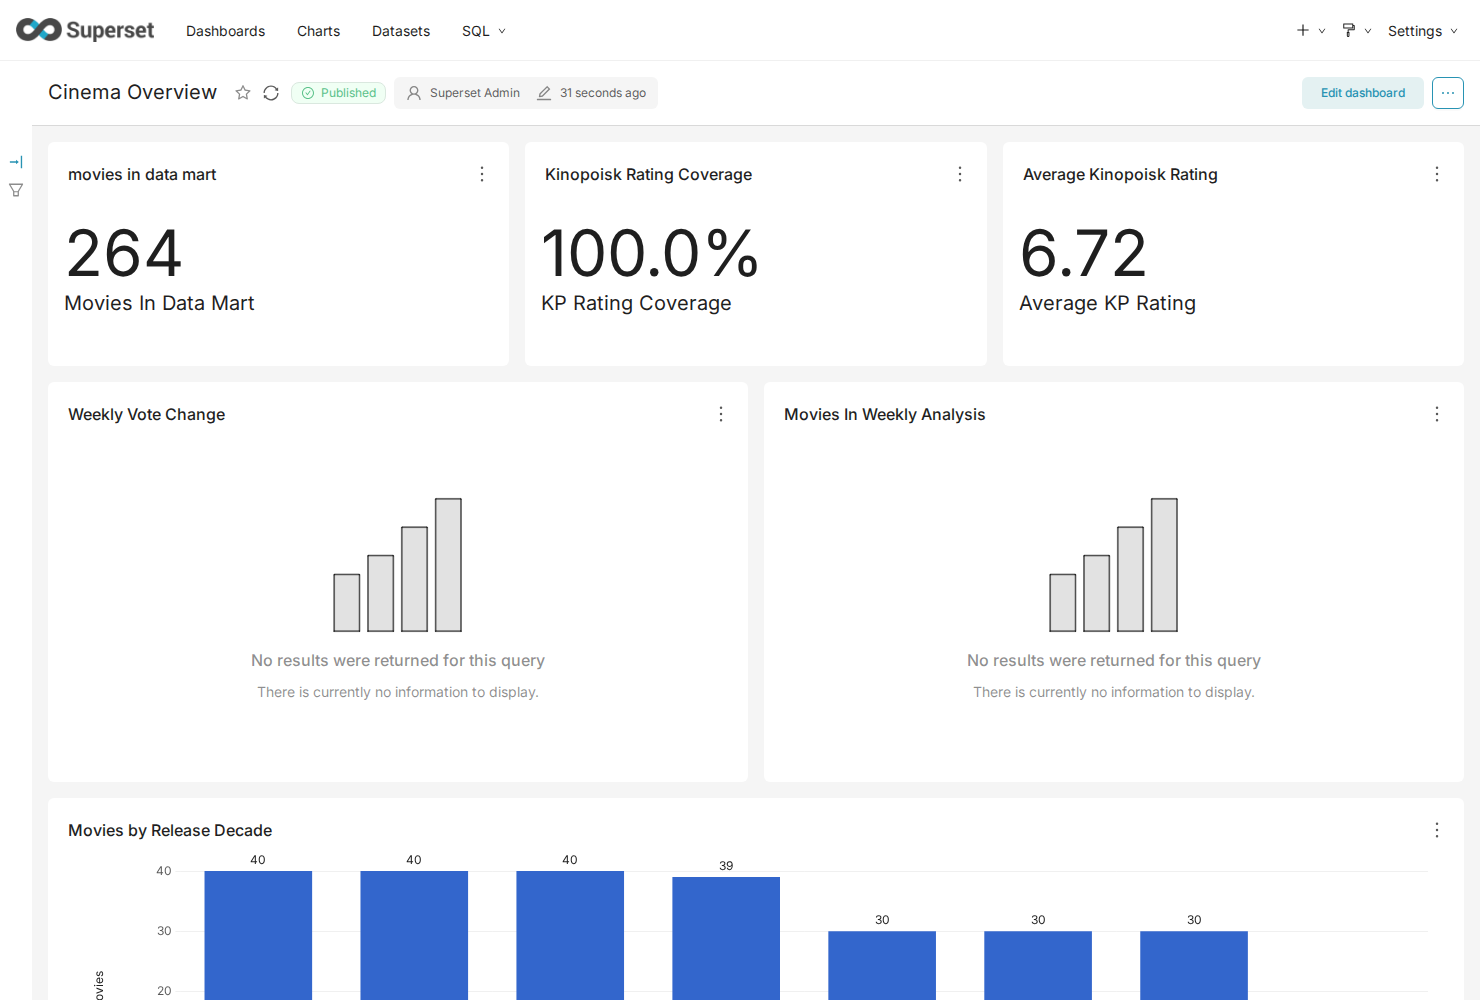 Superset Dashboards Charts Datasets SQL Settings
Cinema Overview Published Superset Admin 31 seconds ago Edit dashboard
movies in data mart
264
Movies In Data Mart
Kinopoisk Rating Coverage
100.0%
KP Rating Coverage
Average Kinopoisk Rating
6.72
Average KP Rating
Weekly Vote Change
No results were returned for this query
There is currently no information to display.
Movies In Weekly Analysis
No results were returned for this query
There is currently no information to display.
Movies by Release Decade
40 40 40 39 30 30 30
40
30
20